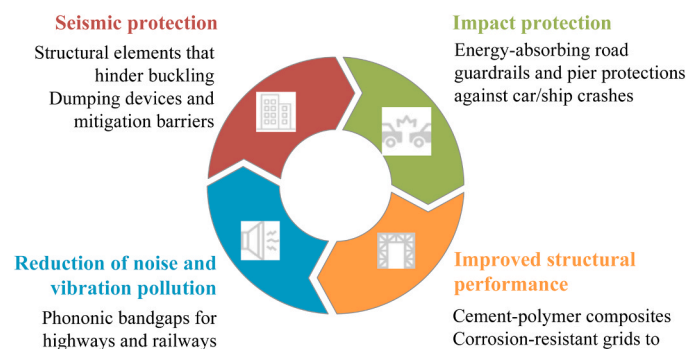 Seismic protection
Structural elements that
hinder buckling
Dumping devices and
mitigation barriers
Impact protection
Energy-absorbing road
guardrails and pier protections
against car/ship crashes
Reduction of noise and
vibration pollution
Phononic bandgaps for
highways and railways
Improved structural
performance
Cement-polymer composites
Corrosion-resistant grids to